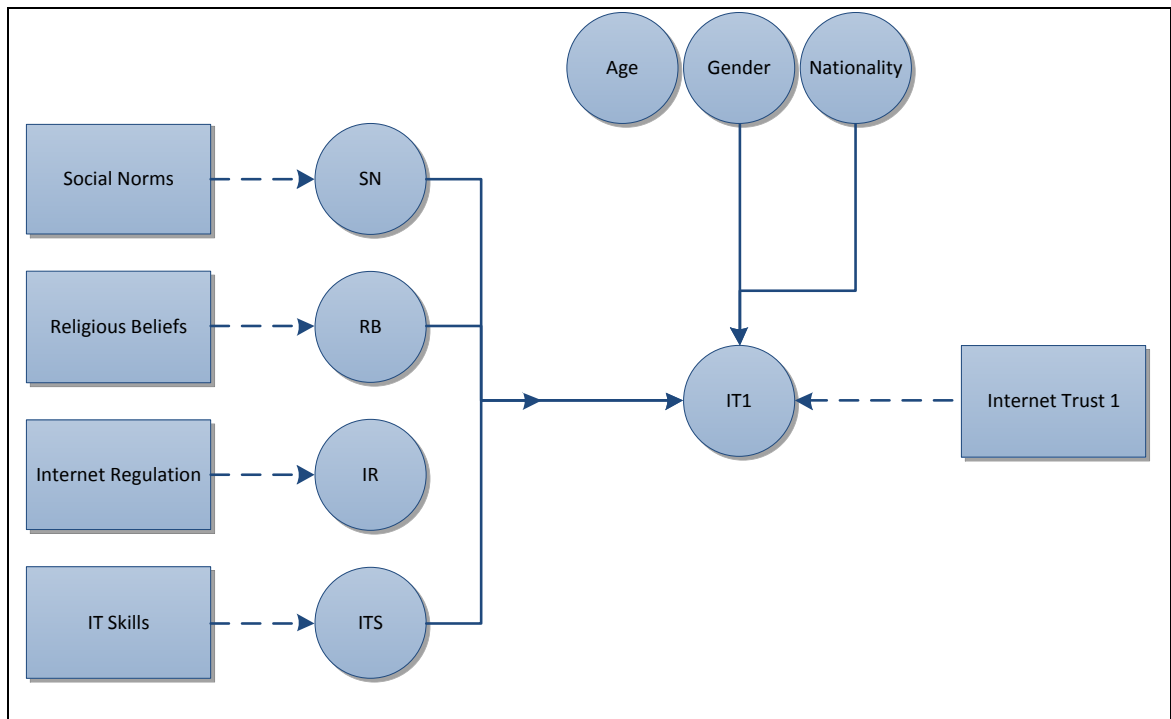 Age
Gender
Nationality
Social Norms
SN
Religious Beliefs
RB
IT1
Internet Trust 1
Internet Regulation
IR
IT Skills
ITS